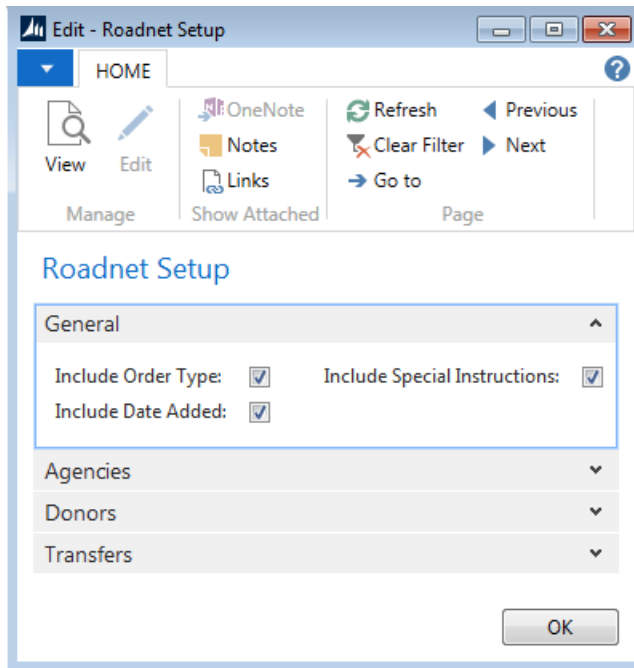 Edit - Roadnet Setup
HOME
View
Edit
OneNote
Notes
Links
Refresh
Clear Filter
Go to
Previous
Next
Manage
Show Attached
Page
Roadnet Setup
General
Include Order Type:
Include Special Instructions:
Include Date Added:
Agencies
Donors
Transfers
OK